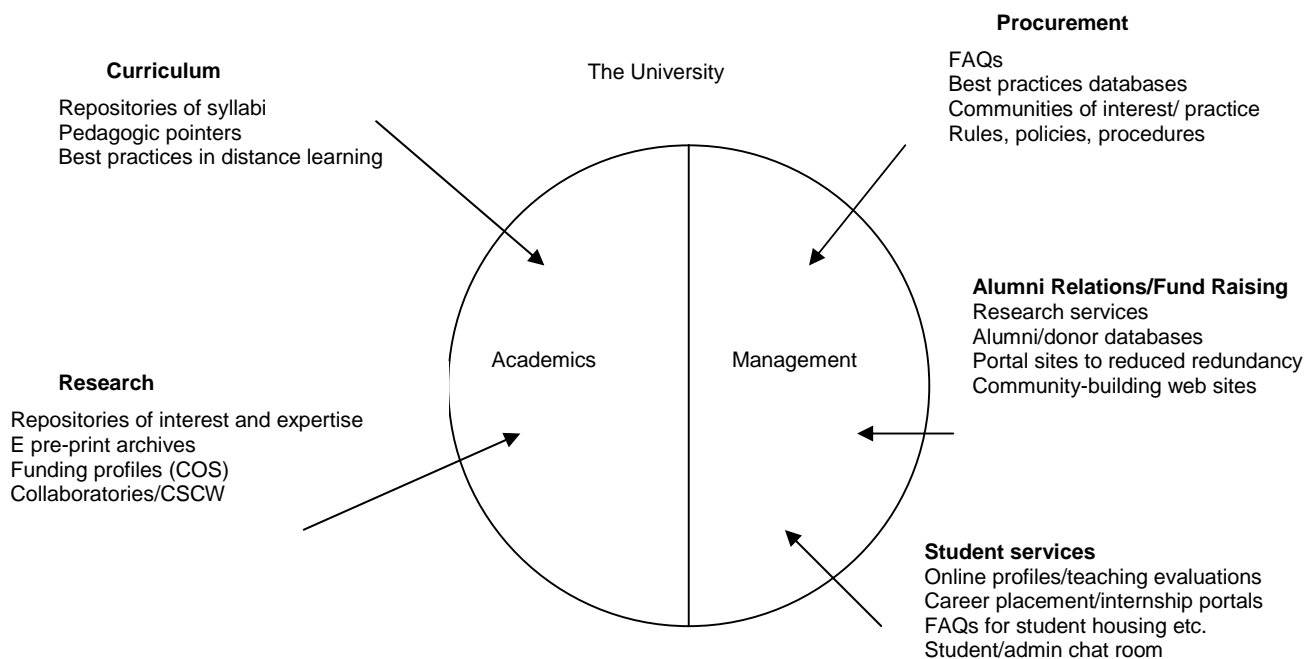 The University
Curriculum
Repositories of syllabi
Pedagogic pointers
Best practices in distance learning
Research
Repositories of interest and expertise
E pre-print archives
Funding profiles (COS)
Collaboratories/CSCW
Academics
Management
Procurement
FAQs
Best practices databases
Communities of interest/ practice
Rules, policies, procedures
Alumni Relations/Fund Raising
Research services
Alumni/donor databases
Portal sites to reduced redundancy
Community-building web sites
Student services
Online profiles/teaching evaluations
Career placement/internship portals
FAQs for student housing etc.
Student/admin chat room